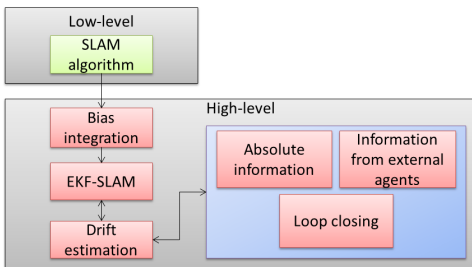 Low-level
SLAM
algorithm
High-level
Bias
integration
EKF-SLAM
Drift
estimation
Absolute
information
Information
from external
agents
Loop closing